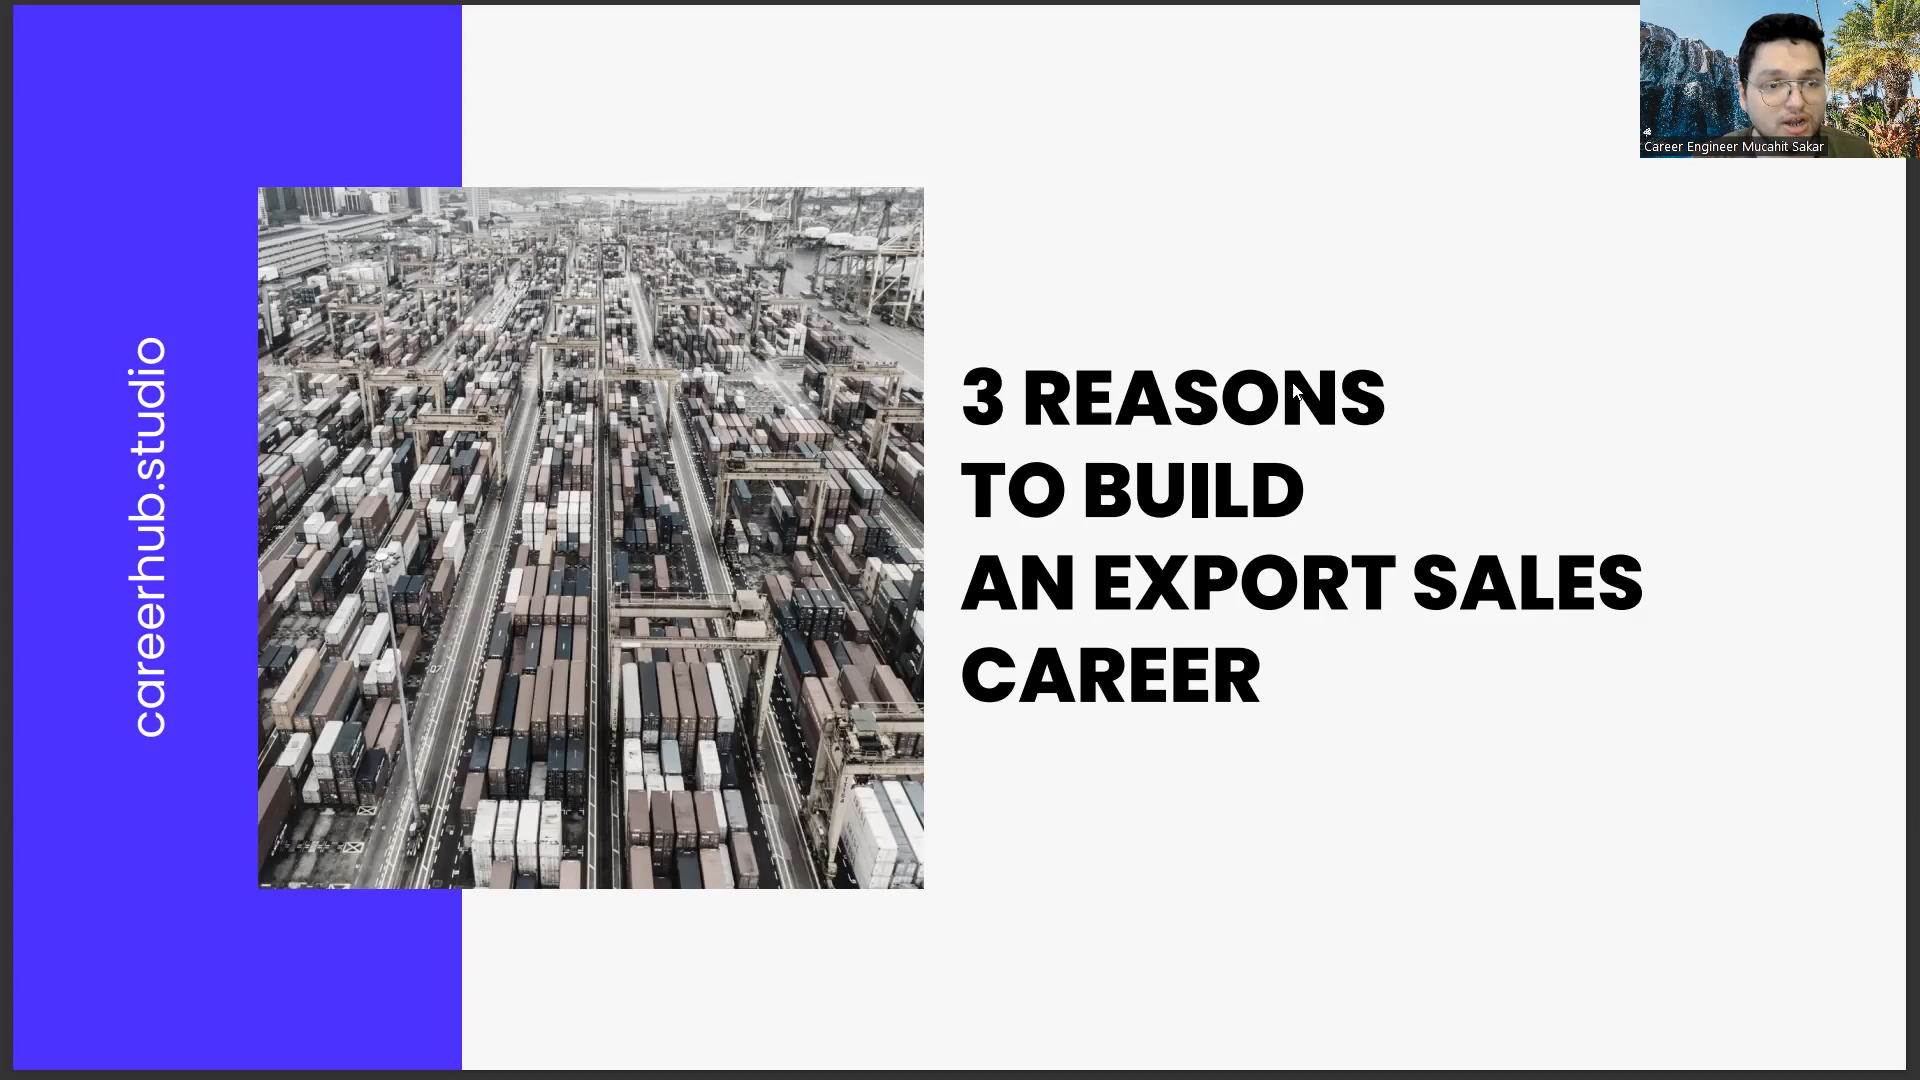 careerhub.studio
3 REASONS
TO BUILD
AN EXPORT SALES
CAREER
Career Engineer Mucahit Sakar